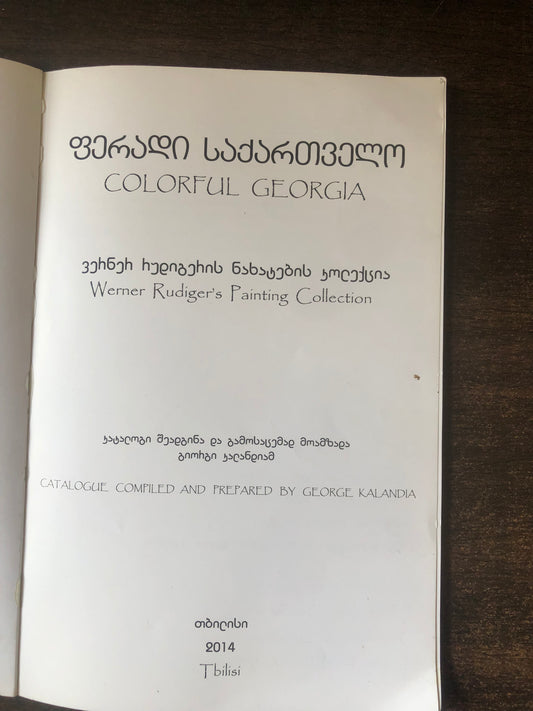 ფერადი საქართველო
COLORFUL GEORGIA
ვერნერ რუდიგერის ნახატების კოლექცია
Werner Rudiger's Painting Collection
კატალოგი შეადგინა და გამოსაცემად მოამზადა
გიორგი კალანდიამ
CATALOGUE COMPILED AND PREPARED BY GEORGE KALANDIA
თბილისი
2014
Tbilisi